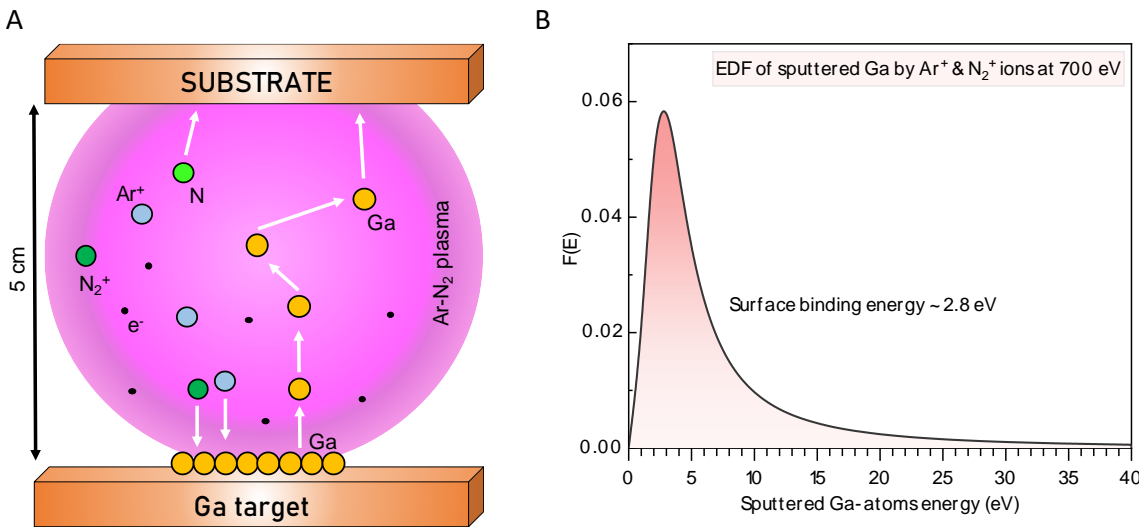 A
SUBSTRATE
5 cm
Ar⁺
N
Ga
N₂⁺
e⁻
Ar-N₂ plasma
Ga
Ga target
B
EDF of sputtered Ga by Ar⁺ & N₂⁺ ions at 700 eV
Surface binding energy ~ 2.8 eV
F(E)
0.06
0.04
0.02
0.00
0 5 10 15 20 25 30 35 40
Sputtered Ga-atoms energy (eV)